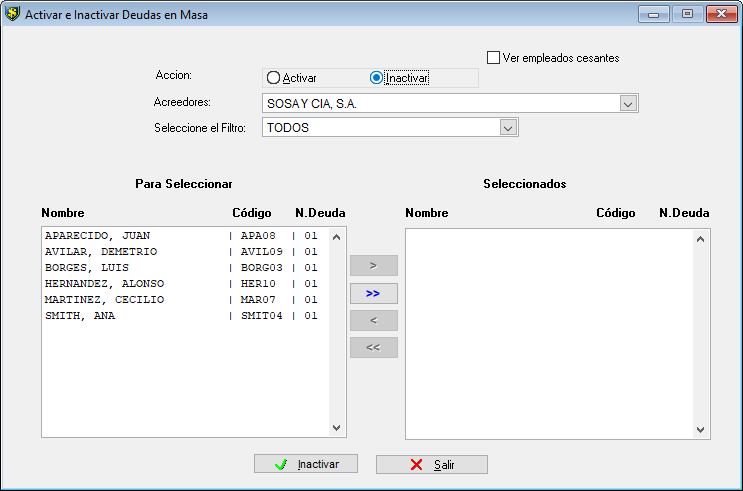 Activar e Inactivar Deudas en Masa
Ver empleados cesantes
Accion: Activar Inactivar
Acreedores: SOSA Y CIA, S.A.
Seleccione el Filtro: TODOS
Para Seleccionar Seleccionados
Nombre Código N.Deuda Nombre Código N.Deuda
APARECIDO, JUAN | APA08 | 01
AVILAR, DEMETRIO | AVIL09 | 01
BORGES, LUIS | BORG03 | 01
HERNANDEZ, ALONSO | HER10 | 01
MARTINEZ, CECILIO | MAR07 | 01
SMITH, ANA | SMIT04 | 01
>
>>
<
<<
Inactivar Salir